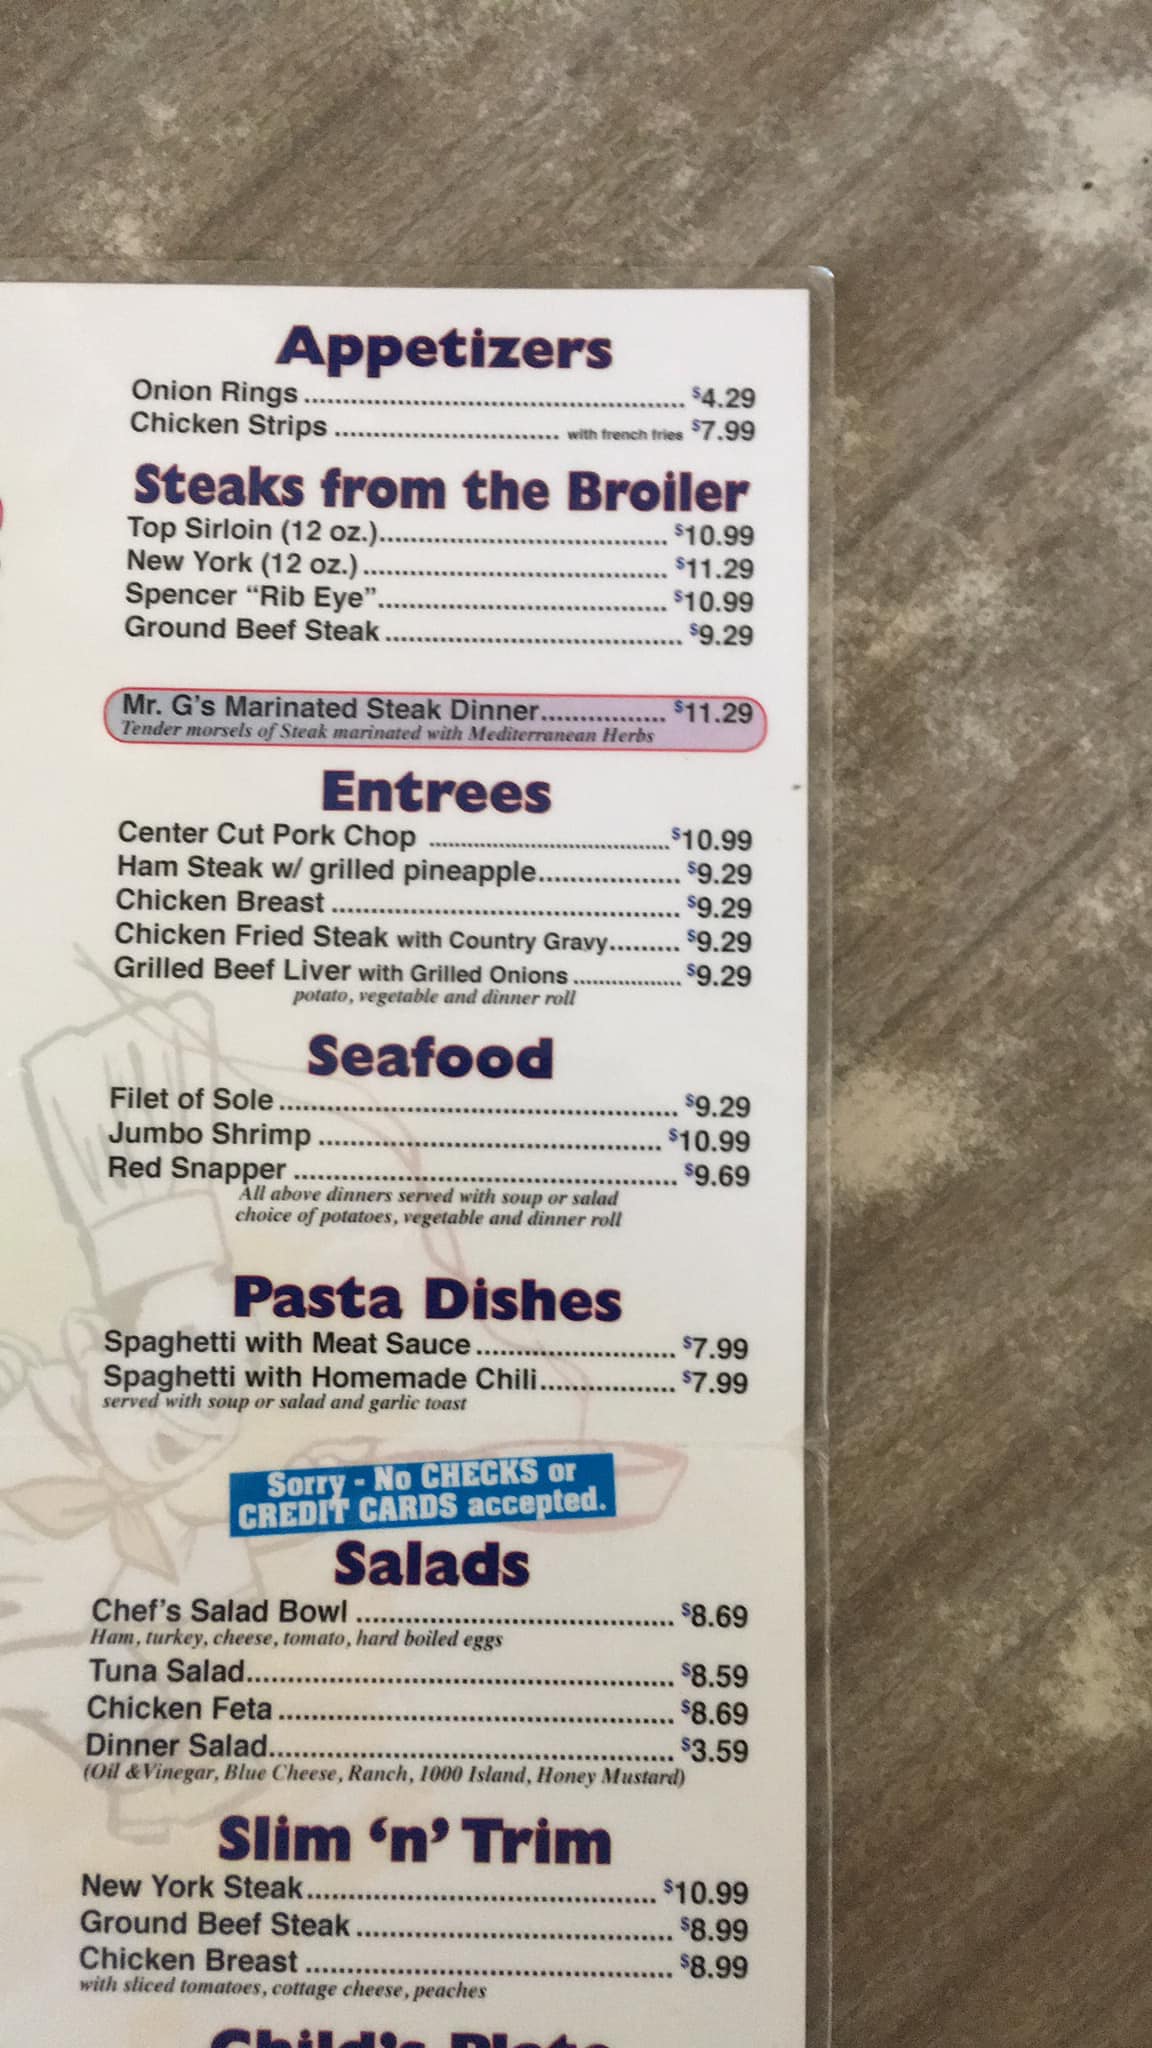 Appetizers
Onion Rings ................................................ $4.29
Chicken Strips ............................. with french fries $7.99
Steaks from the Broiler
Top Sirloin (12 oz.)..................................... $10.99
New York (12 oz.)....................................... $11.29
Spencer “Rib Eye”..................................... $10.99
Ground Beef Steak ...................................... $9.29
Mr. G’s Marinated Steak Dinner................ $11.29
Tender morsels of Steak marinated with Mediterranean Herbs
Entrees
Center Cut Pork Chop ........................................ $10.99
Ham Steak w/ grilled pineapple.................. $9.29
Chicken Breast ............................................ $9.29
Chicken Fried Steak with Country Gravy......... $9.29
Grilled Beef Liver with Grilled Onions ................. $9.29
potato, vegetable and dinner roll
Seafood
Filet of Sole ................................................... $9.29
Jumbo Shrimp ............................................ $10.99
Red Snapper ................................................. $9.69
All above dinners served with soup or salad
choice of potatoes, vegetable and dinner roll
Pasta Dishes
Spaghetti with Meat Sauce ......................... $7.99
Spaghetti with Homemade Chili................. $7.99
served with soup or salad and garlic toast
Sorry - No CHECKS or
CREDIT CARDS accepted.
Salads
Chef’s Salad Bowl ........................................ $8.69
Ham, turkey, cheese, tomato, hard boiled eggs
Tuna Salad..................................................... $8.59
Chicken Feta .................................................. $8.69
Dinner Salad................................................... $3.59
(Oil &Vinegar, Blue Cheese, Ranch, 1000 Island, Honey Mustard)
Slim ‘n’ Trim
New York Steak........................................... $10.99
Ground Beef Steak ....................................... $8.99
Chicken Breast .............................................. $8.99
with sliced tomatoes, cottage cheese, peaches
Child’s Plate